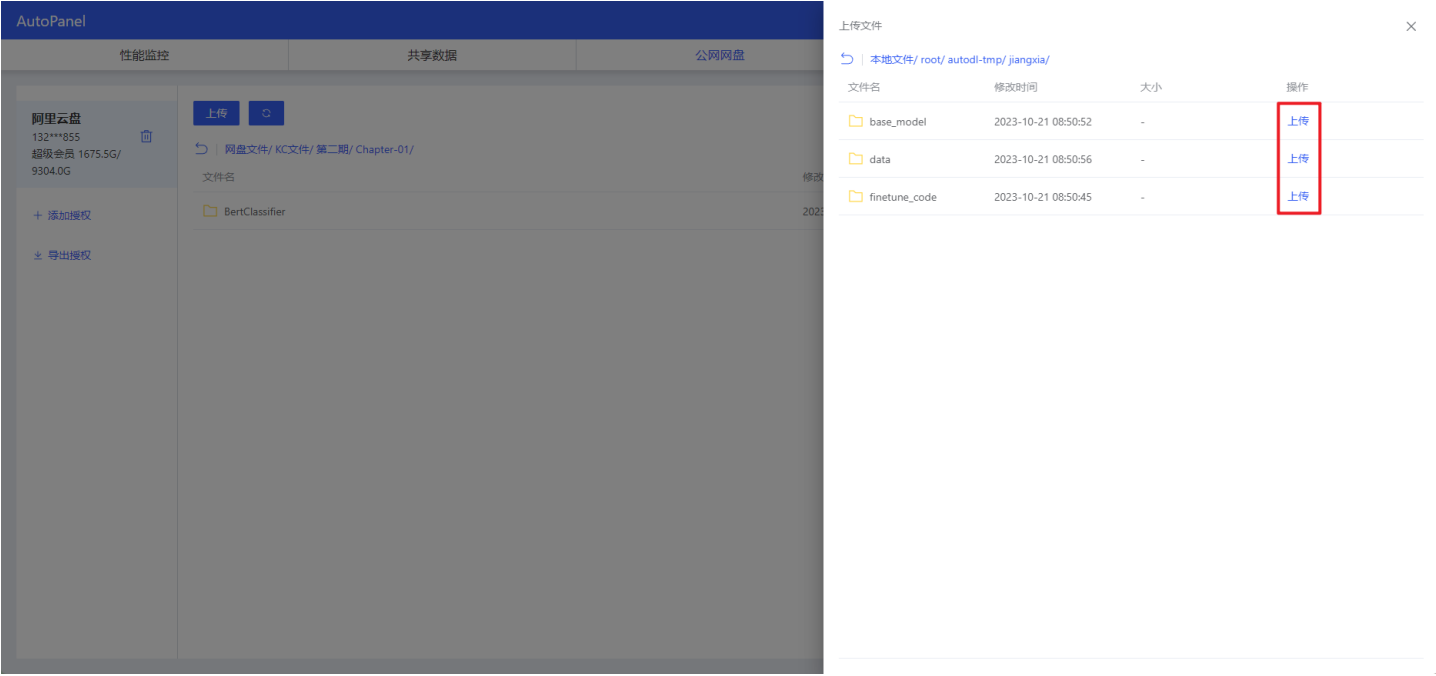 AutoPanel
性能监控 共享数据 公网网盘
阿里云盘
132***855
超级会员 1675.5G/
9304.0G
+ 添加授权
导出授权
上传
网盘文件/ KC文件/ 第二期/ Chapter-01/
文件名 修改
BertClassifier 2023
上传文件
本地文件/ root/ autodl-tmp/ jiangxia/
文件名 修改时间 大小 操作
base_model 2023-10-21 08:50:52 - 上传
data 2023-10-21 08:50:56 - 上传
finetune_code 2023-10-21 08:50:45 - 上传